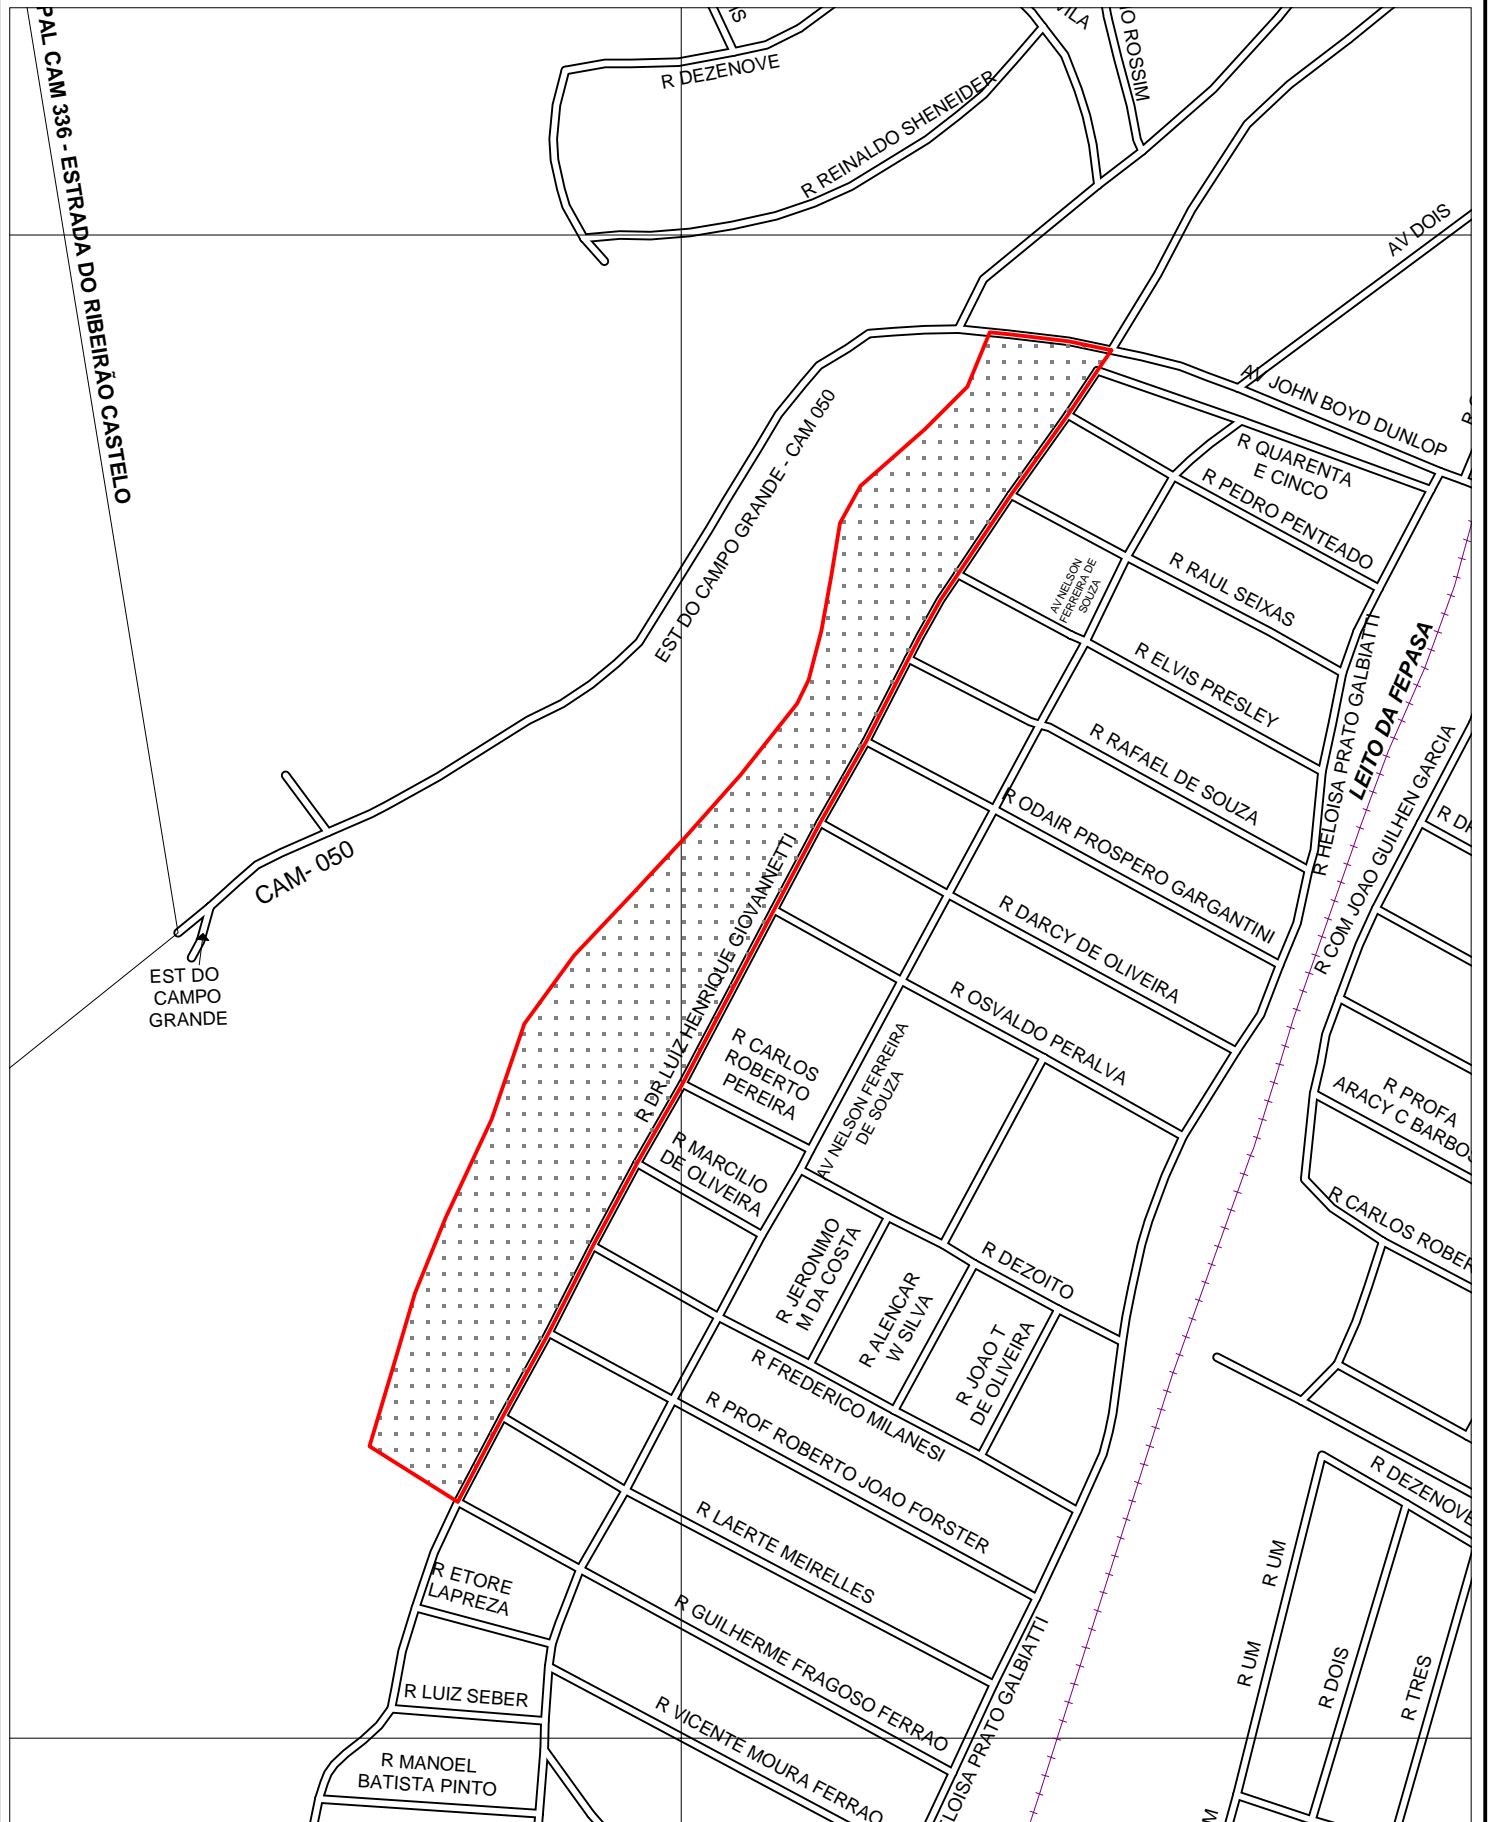 PAL CAM 336 - ESTRADA DO RIBEIRÃO CASTELO
IS
R DEZENOVE
R REINALDO SHENEIDER
VILA
O ROSSIM
AV DOIS
AV JOHN BOYD DUNLOP
R QUARENTA
E CINCO
R PEDRO PENTEADO
EST DO CAMPO GRANDE - CAM 050
AV NELSON
FERREIRA DE
SOUZA
R RAUL SEIXAS
R ELVIS PRESLEY
R HELOISA PRATO GALBIATTI
LEITO DA FEPASA
R RAFAEL DE SOUZA
R COM JOAO GUILHEN GARCIA
R ODAIR PROSPERO GARGANTINI
CAM- 050
R DR LUIZ HENRIQUE GIOVANNETTI
R DARCY DE OLIVEIRA
EST DO
CAMPO
GRANDE
R OSVALDO PERALVA
R CARLOS
ROBERTO
PEREIRA
AV NELSON FERREIRA
DE SOUZA
R PROFA
ARACY C BARBOS
R MARCILIO
DE OLIVEIRA
R CARLOS ROBER
R JERONIMO
M DA COSTA
R DEZOITO
R ALENCAR
W SILVA
R JOAO T
DE OLIVEIRA
R FREDERICO MILANESI
R PROF ROBERTO JOAO FORSTER
R DEZENOVE
R LAERTE MEIRELLES
R UM
R ETORE
LAPREZA
R GUILHERME FRAGOSO FERRAO
R UM
R DOIS
R TRES
R LUIZ SEBER
R VICENTE MOURA FERRAO
ELOISA PRATO GALBIATTI
R MANOEL
BATISTA PINTO